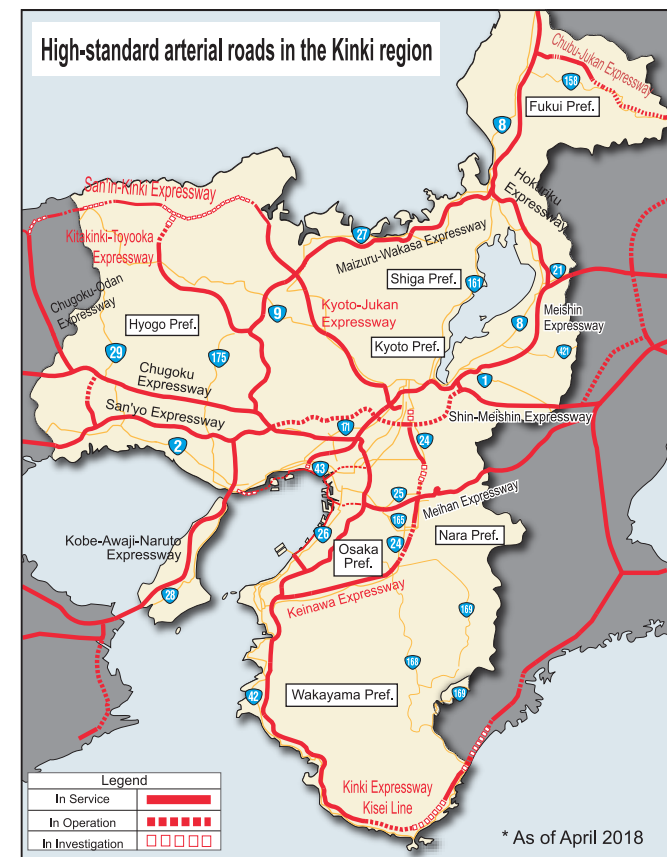 High-standard arterial roads in the Kinki region
Chubu-Jukan Expressway
158
Fukui Pref.
8
Hokuriku
Expressway
San'in-Kinki Expressway
27
Maizuru-Wakasa Expressway
Kitakinki-Toyooka
Expressway
Shiga Pref.
161
21
Chugoku-Odan
Expressway
9
Kyoto-Jukan
Expressway
Meishin
Expressway
8
Hyogo Pref.
Kyoto Pref.
421
29
175
Chugoku
Expressway
1
San'yo Expressway
Shin-Meishin Expressway
171
2
24
43
25
Meihan Expressway
165
26
Nara Pref.
24
Kobe-Awaji-Naruto
Expressway
Osaka
Pref.
28
Keinawa Expressway
169
168
42
Wakayama Pref.
169
Kinki Expressway
Kisei Line
Legend
In Service
In Operation
In Investigation
* As of April 2018